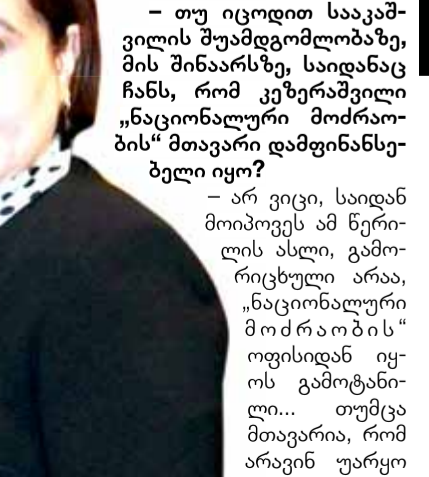 – თუ იცოდით სააკაშ-
ვილის შუამდგომლობაზე,
მის შინაარსზე, საიდანაც
ჩანს, რომ კეზერაშვილი
„ნაციონალური მოძრაო-
ბის“ მთავარი დამფინანსე-
ბელი იყო?
– არ ვიცი, საიდან
მოიპოვეს ამ წერი-
ლის ასლი, გამო-
რიცხული არაა,
„ნაციონალური
მოძრაობის“
ოფისიდან იყ-
ოს გამოტანი-
ლი... თუმცა
მთავარია, რომ
არავინ უარყო